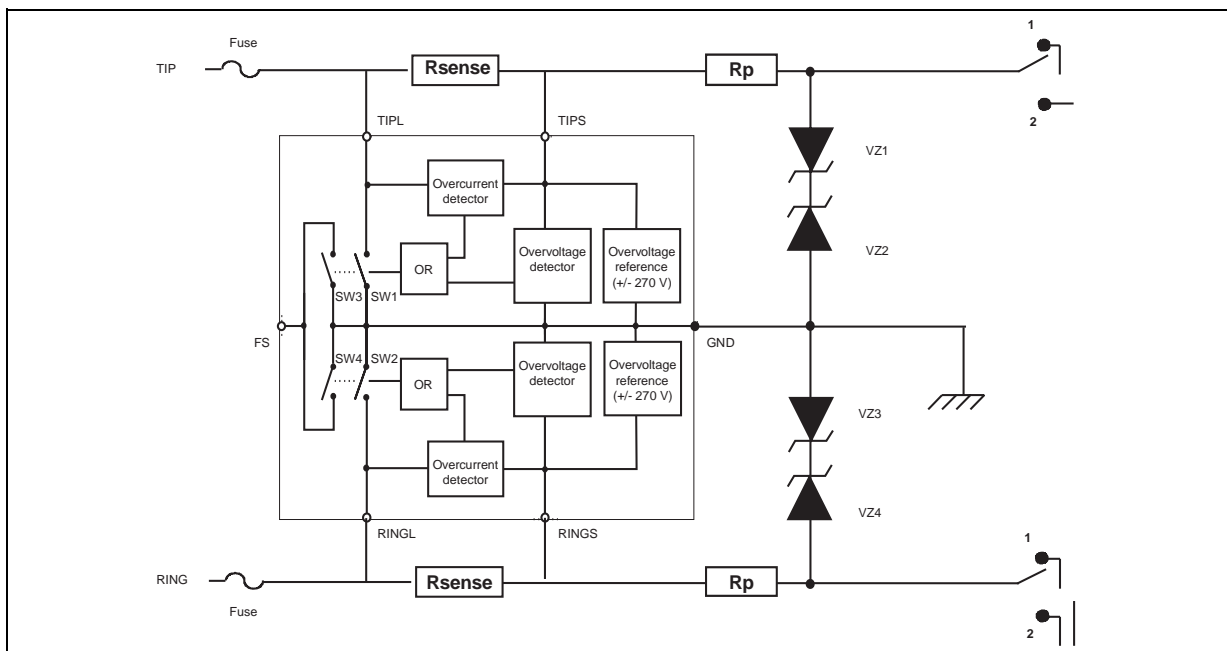 1
Fuse
TIP
Rsense
Rp
2
TIPL
TIPS
VZ1
Overcurrent
detector
VZ2
OR
Overvoltage
detector
Overvoltage
reference
(+/- 270 V)
SW3
SW1
FS
GND
SW4
SW2
OR
Overvoltage
detector
Overvoltage
reference
(+/- 270 V)
VZ3
Overcurrent
detector
VZ4
RINGL
RINGS
1
RING
Rsense
Rp
Fuse
2